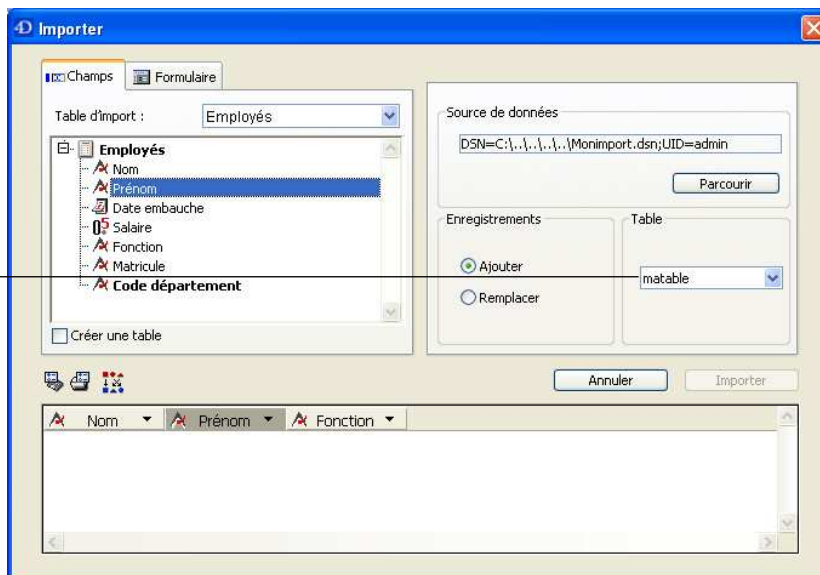 4D Importer
Champs
Formulaire
Table d'import :
Employés
Employés
Nom
Prénom
Date embauche
Salaire
Fonction
Matricule
Code département
Créer une table
Source de données
DSN=C:\..\..\..\..\Monimport.dsn;UID=admin
Parcourir
Enregistrements
Ajouter
Remplacer
Table
matable
Annuler
Importer
Nom
Prénom
Fonction